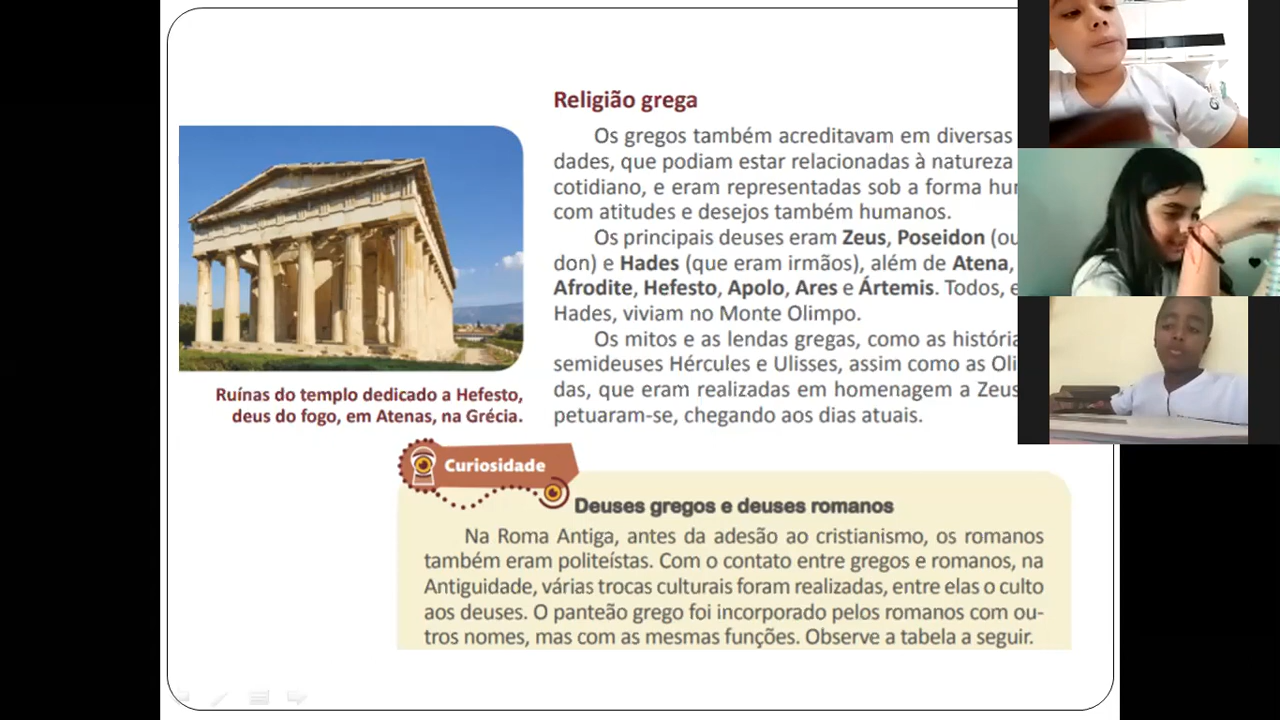 Religião grega
Os gregos também acreditavam em diversas
dades, que podiam estar relacionadas à natureza
cotidiano, e eram representadas sob a forma hu
com atitudes e desejos também humanos.
Os principais deuses eram Zeus, Poseidon (ou
don) e Hades (que eram irmãos), além de Atena,
Afrodite, Hefesto, Apolo, Ares e Ártemis. Todos, e
Hades, viviam no Monte Olimpo.
Os mitos e as lendas gregas, como as história
semideuses Hércules e Ulisses, assim como as Oli
das, que eram realizadas em homenagem a Zeus
petuaram-se, chegando aos dias atuais.
Ruínas do templo dedicado a Hefesto,
deus do fogo, em Atenas, na Grécia.
Curiosidade
Deuses gregos e deuses romanos
Na Roma Antiga, antes da adesão ao cristianismo, os romanos
também eram politeístas. Com o contato entre gregos e romanos, na
Antiguidade, várias trocas culturais foram realizadas, entre elas o culto
aos deuses. O panteão grego foi incorporado pelos romanos com ou-
tros nomes, mas com as mesmas funções. Observe a tabela a seguir.